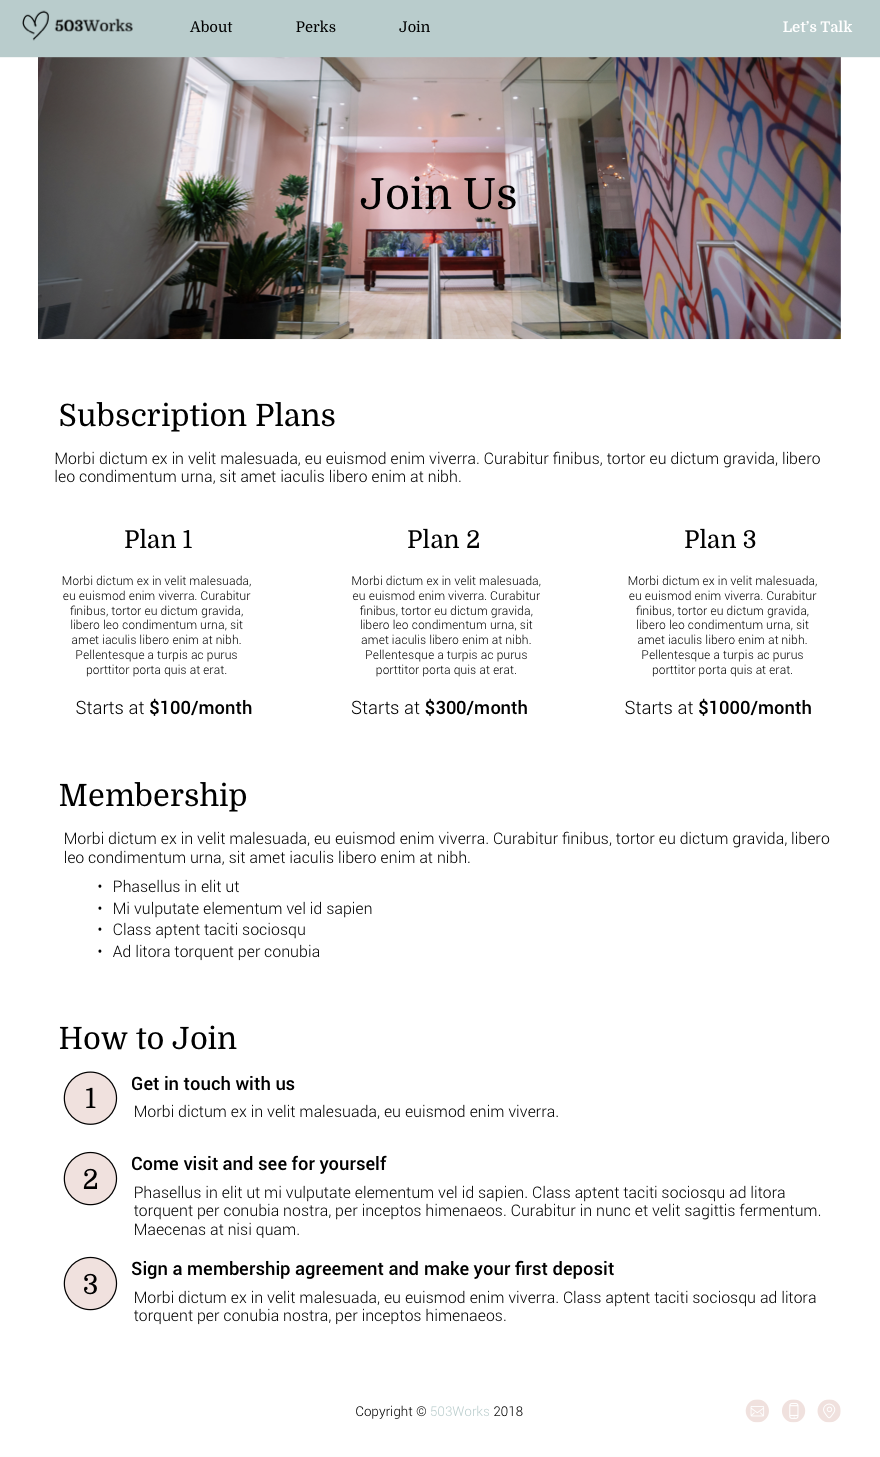 503Works About Perks Join Let's Talk
Join Us
Subscription Plans
Morbi dictum ex in velit malesuada, eu euismod enim viverra. Curabitur finibus, tortor eu dictum gravida, libero
leo condimentum urna, sit amet iaculis libero enim at nibh.
Plan 1
Morbi dictum ex in velit malesuada,
eu euismod enim viverra. Curabitur
finibus, tortor eu dictum gravida,
libero leo condimentum urna, sit
amet iaculis libero enim at nibh.
Pellentesque a turpis ac purus
porttitor porta quis at erat.
Starts at $100/month
Plan 2
Morbi dictum ex in velit malesuada,
eu euismod enim viverra. Curabitur
finibus, tortor eu dictum gravida,
libero leo condimentum urna, sit
amet iaculis libero enim at nibh.
Pellentesque a turpis ac purus
porttitor porta quis at erat.
Starts at $300/month
Plan 3
Morbi dictum ex in velit malesuada,
eu euismod enim viverra. Curabitur
finibus, tortor eu dictum gravida,
libero leo condimentum urna, sit
amet iaculis libero enim at nibh.
Pellentesque a turpis ac purus
porttitor porta quis at erat.
Starts at $1000/month
Membership
Morbi dictum ex in velit malesuada, eu euismod enim viverra. Curabitur finibus, tortor eu dictum gravida, libero
leo condimentum urna, sit amet iaculis libero enim at nibh.
• Phasellus in elit ut
• Mi vulputate elementum vel id sapien
• Class aptent taciti sociosqu
• Ad litora torquent per conubia
How to Join
1
Get in touch with us
Morbi dictum ex in velit malesuada, eu euismod enim viverra.
2
Come visit and see for yourself
Phasellus in elit ut mi vulputate elementum vel id sapien. Class aptent taciti sociosqu ad litora
torquent per conubia nostra, per inceptos himenaeos. Curabitur in nunc et velit sagittis fermentum.
Maecenas at nisi quam.
3
Sign a membership agreement and make your first deposit
Morbi dictum ex in velit malesuada, eu euismod enim viverra. Class aptent taciti sociosqu ad litora
torquent per conubia nostra, per inceptos himenaeos.
Copyright © 503Works 2018